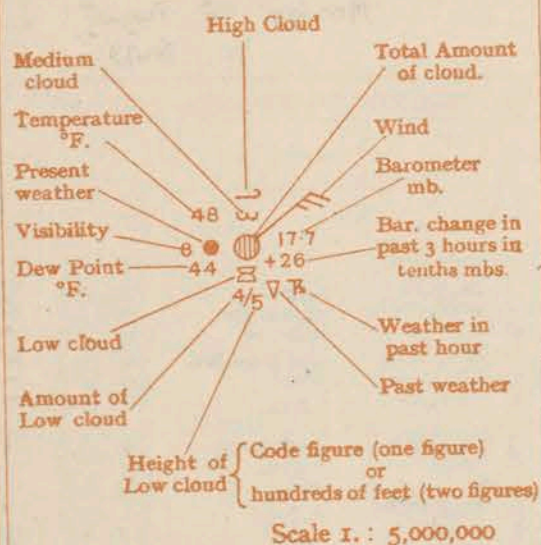 High Cloud
Medium cloud
Total Amount of cloud.
Temperature °F.
Wind
Present weather
Barometer mb.
48
17.7
Visibility
6
Bar. change in past 3 hours in tenths mbs.
+26
Dew Point °F.
44
4/5
Low cloud
Weather in past hour
Amount of Low cloud
Past weather
Height of Low cloud
Code figure (one figure)
or
hundreds of feet (two figures)
Scale 1. : 5,000,000